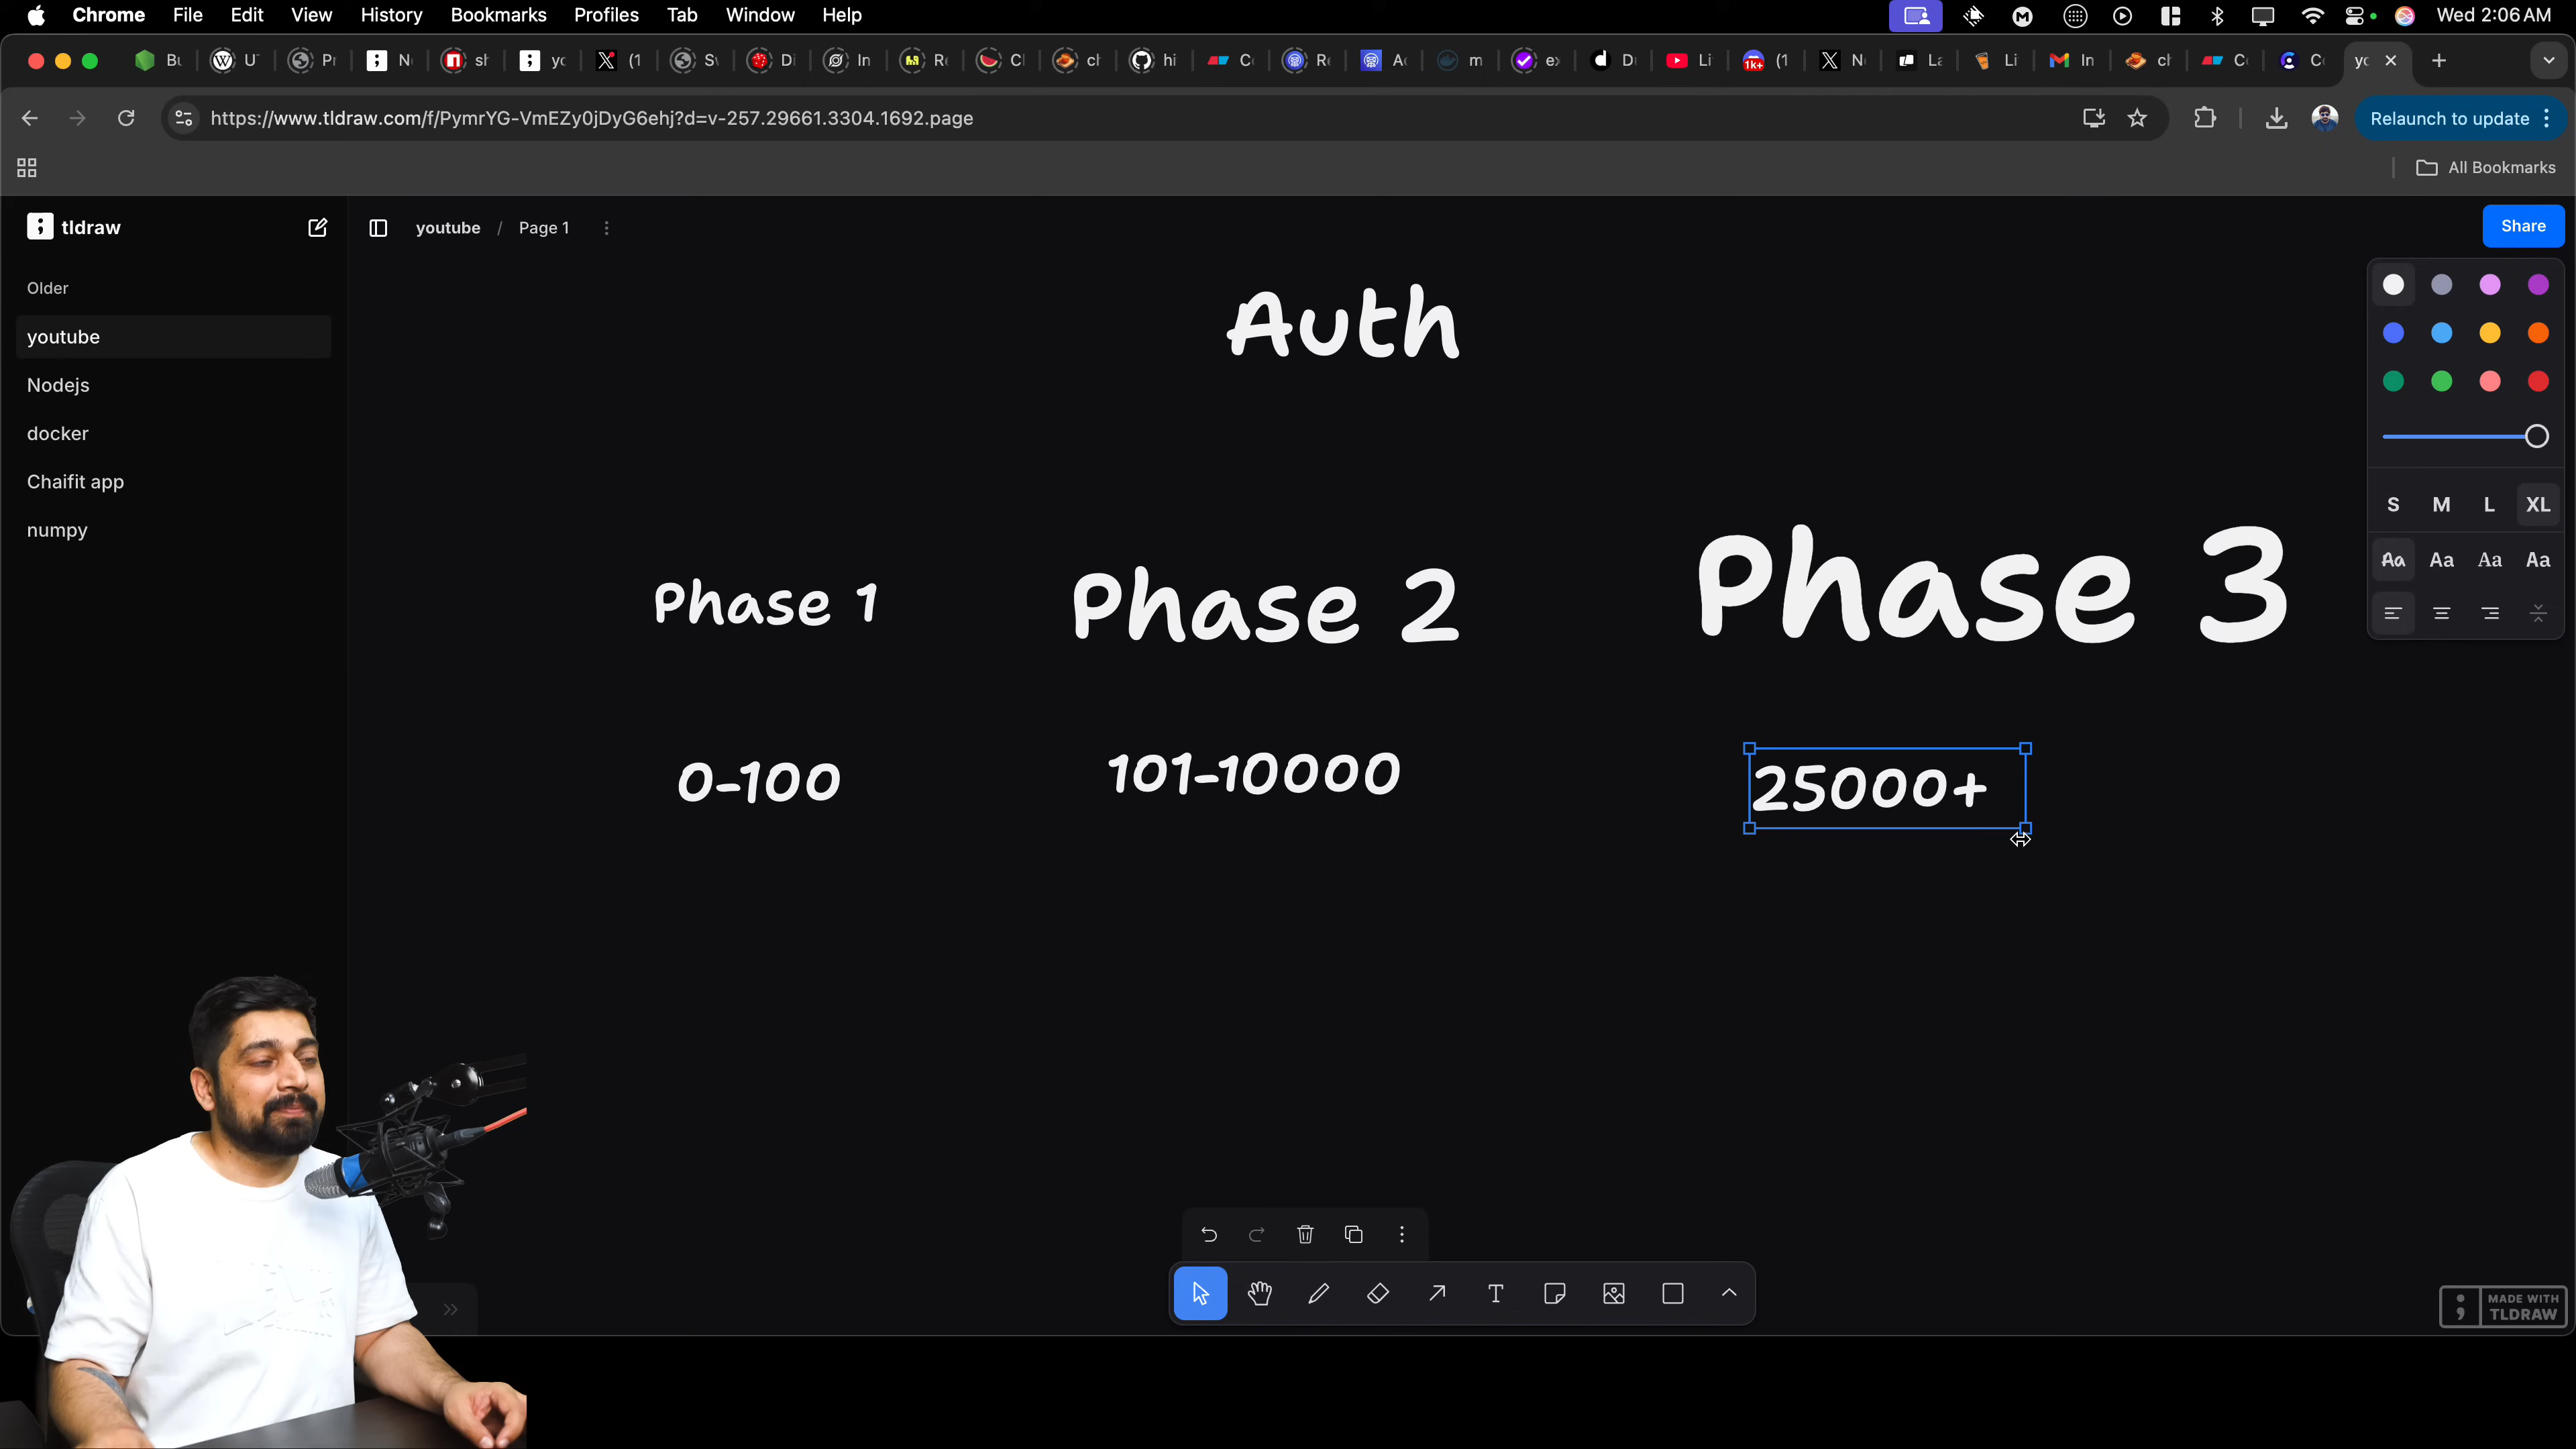 Chrome File Edit View History Bookmarks Profiles Tab Window Help Wed 2:06 AM
https://www.tldraw.com/f/PymrYG-VmEZy0jDyG6ehj?d=v-257.29661.3304.1692.page
Relaunch to update
All Bookmarks
tldraw
youtube / Page 1
Share
Older
youtube
Nodejs
docker
Chaifit app
numpy
Auth
Phase 1 Phase 2 Phase 3
0-100 101-10000 25000+
S M L XL
Aa Aa Aa Aa
MADE WITH
TLDRAW